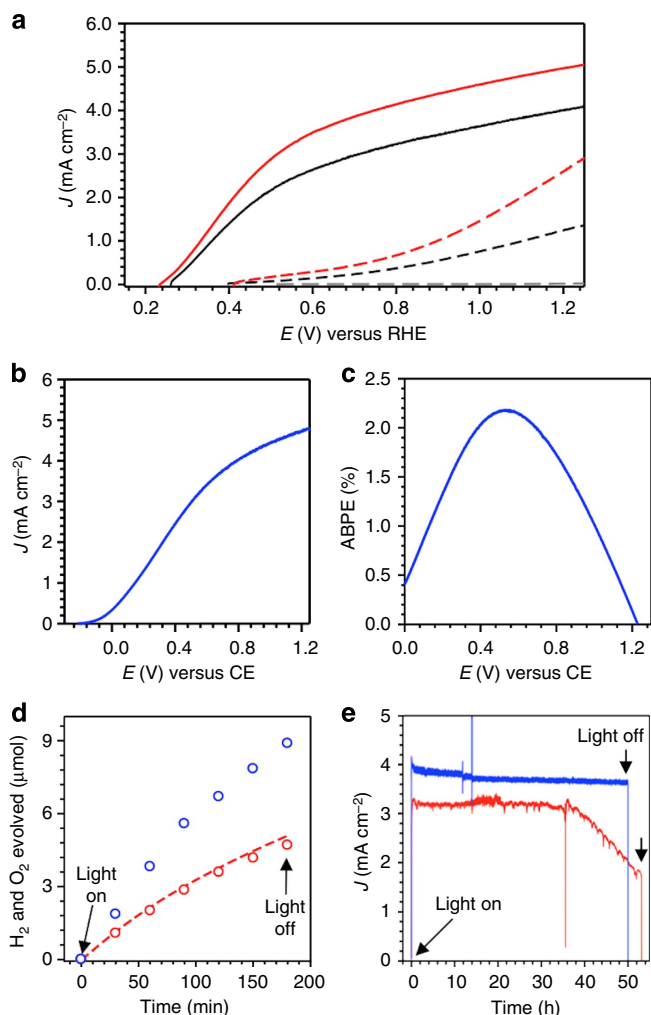 a
6.0
5.0
4.0
3.0
2.0
1.0
0.0
J (mA cm⁻²)
0.2 0.4 0.6 0.8 1.0 1.2
E (V) versus RHE
b
6
5
4
3
2
1
0
J (mA cm⁻²)
0.0 0.4 0.8 1.2
E (V) versus CE
c
2.5
2.0
1.5
1.0
0.5
0.0
ABPE (%)
0.0 0.4 0.8 1.2
E (V) versus CE
d
9
6
3
0
H₂ and O₂ evolved (μmol)
Light
on
Light
off
0 50 100 150 200
Time (min)
e
5
4
3
2
1
0
J (mA cm⁻²)
Light off
Light on
0 10 20 30 40 50
Time (h)